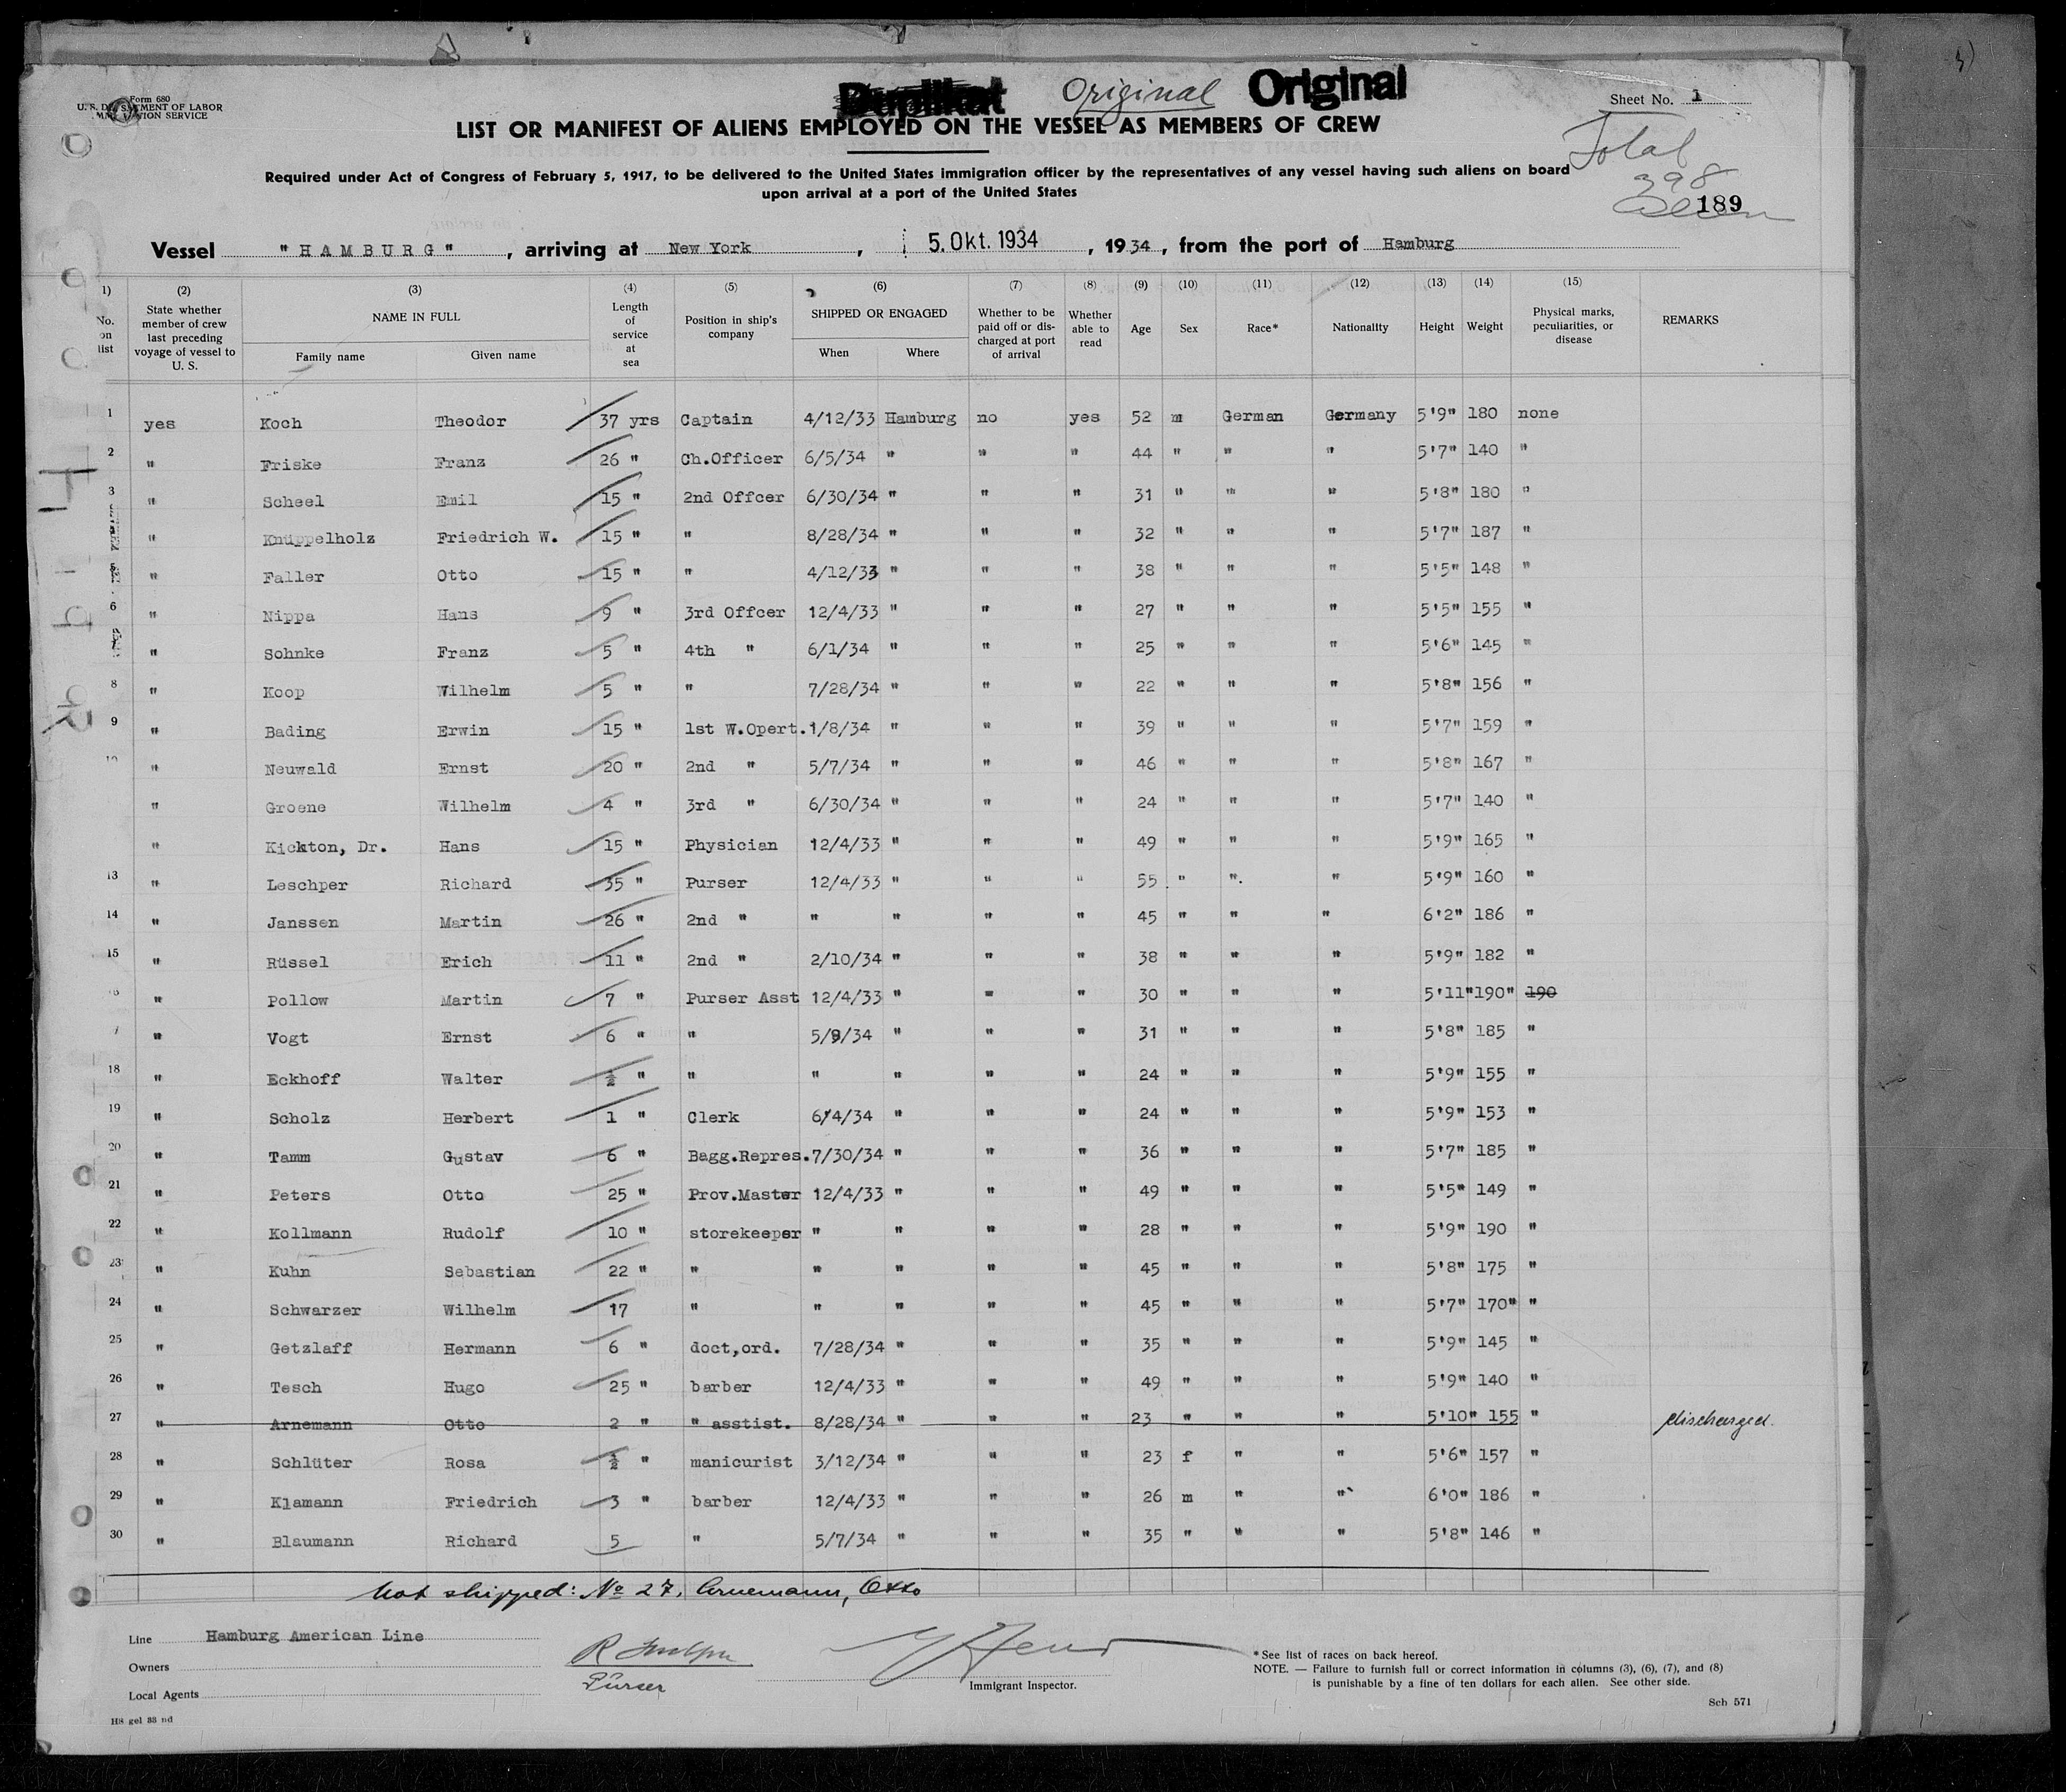 Form 680
U. S. DEPARTMENT OF LABOR
IMMIGRATION SERVICE
Duplikat Original Original
Sheet No. 1
LIST OR MANIFEST OF ALIENS EMPLOYED ON THE VESSEL AS MEMBERS OF CREW
Total
398
Required under Act of Congress of February 5, 1917, to be delivered to the United States immigration officer by the representatives of any vessel having such aliens on board
upon arrival at a port of the United States
189
Vessel "HAMBURG", arriving at New York, 5. Okt. 1934, 1934, from the port of Hamburg
(1) No. on list (2) State whether member of crew last preceding voyage of vessel to U. S. (3) NAME IN FULL Family name Given name (4) Length of service at sea (5) Position in ship's company (6) SHIPPED OR ENGAGED When Where (7) Whether to be paid off or discharged at port of arrival (8) Whether able to read (9) Age (10) Sex (11) Race* (12) Nationality (13) Height (14) Weight (15) Physical marks, peculiarities, or disease REMARKS
1 yes Koch Theodor 37 yrs Captain 4/12/33 Hamburg no yes 52 m German Germany 5'9" 180 none
2 " Friske Franz 26 " Ch.Officer 6/5/34 " " " 44 " " " 5'7" 140 "
3 " Scheel Emil 15 " 2nd Offcer 6/30/34 " " " 31 " " " 5'8" 180 "
" Knüppelholz Friedrich W. 15 " " 8/28/34 " " " 32 " " " 5'7" 187 "
5 " Faller Otto 15 " " 4/12/33 " " " 38 " " " 5'5" 148 "
6 " Nippa Hans 9 " 3rd Offcer 12/4/33 " " " 27 " " " 5'5" 155 "
7 " Sohnke Franz 5 " 4th " 6/1/34 " " " 25 " " " 5'6" 145 "
8 " Koop Wilhelm 5 " " 7/28/34 " " " 22 " " " 5'8" 156 "
9 " Bading Erwin 15 " 1st W.Opert. 1/8/34 " " " 39 " " " 5'7" 159 "
10 " Neuwald Ernst 20 " 2nd " 5/7/34 " " " 46 " " " 5'8" 167 "
" Groene Wilhelm 4 " 3rd " 6/30/34 " " " 24 " " " 5'7" 140 "
" Kickton, Dr. Hans 15 " Physician 12/4/33 " " " 49 " " " 5'9" 165 "
13 " Leschper Richard 35 " Purser 12/4/33 " " " 55 " " " 5'9" 160 "
14 " Janssen Martin 26 " 2nd " " " " " 45 " " " 6'2" 186 "
15 " Rüssel Erich 11 " 2nd " 2/10/34 " " " 38 " " " 5'9" 182 "
" Pollow Martin 7 " Purser Asst 12/4/33 " " " 30 " " " 5'11" 190" 190
" Vogt Ernst 6 " " 5/9/34 " " " 31 " " " 5'8" 185 "
18 " Eckhoff Walter ½ " " " " " " 24 " " " 5'9" 155 "
19 " Scholz Herbert 1 " Clerk 6/4/34 " " " 24 " " " 5'9" 153 "
20 " Tamm Gustav 6 " Bagg.Repres. 7/30/34 " " " 36 " " " 5'7" 185 "
21 " Peters Otto 25 " Prov.Master 12/4/33 " " " 49 " " " 5'5" 149 "
22 " Kollmann Rudolf 10 " storekeeper " " " " 28 " " " 5'9" 190 "
23 " Kuhn Sebastian 22 " " " " " " 45 " " " 5'8" 175 "
24 " Schwarzer Wilhelm 17 " " " " " 45 " " " 5'7" 170" "
25 " Getzlaff Hermann 6 " doct,ord. 7/28/34 " " " 35 " " " 5'9" 145 "
26 " Tesch Hugo 25 " barber 12/4/33 " " " 49 " " " 5'9" 140 "
27 " Arnemann Otto 2 " " asstist. 8/28/34 " " " 23 " " " 5'10" 155 " discharged.
28 " Schlüter Rosa ½ " manicurist 3/12/34 " " " 23 f " " 5'6" 157 "
29 " Klamann Friedrich 3 " barber 12/4/33 " " " 26 m " " 6'0" 186 "
30 " Blaumann Richard 5 " 5/7/34 " " " 35 " " " 5'8" 146 "
Not shipped: No 27, Arnemann, Otto
Line Hamburg American Line
Owners
Local Agents
Purser
Immigrant Inspector.
* See list of races on back hereof.
NOTE. — Failure to furnish full or correct information in columns (3), (6), (7), and (8)
is punishable by a fine of ten dollars for each alien. See other side.
Sch 571
H8 gel 33 nd